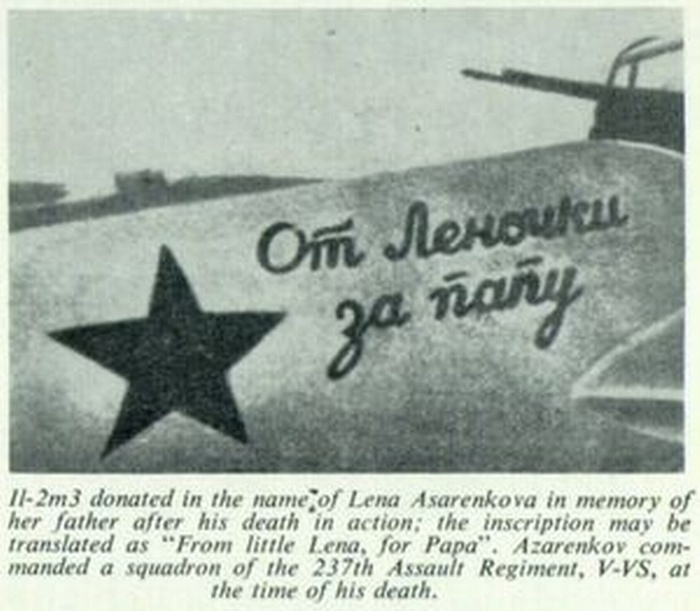 От Леночки
за папу
Il-2m3 donated in the name of Lena Asarenkova in memory of
her father after his death in action; the inscription may be
translated as "From little Lena, for Papa". Azarenkov com-
manded a squadron of the 237th Assault Regiment, V-VS, at
the time of his death.